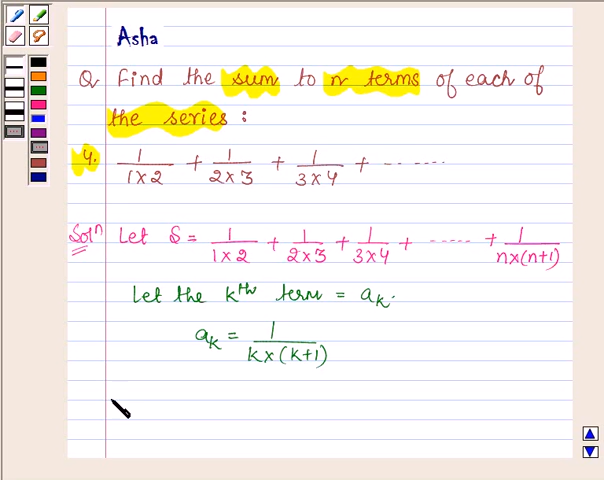 Asha
Q Find the sum to n terms of each of
the series :
4. 1/(1×2) + 1/(2×3) + 1/(3×4) + - - - - - -
Solⁿ Let S = 1/(1×2) + 1/(2×3) + 1/(3×4) + ...... + 1/(n×(n+1))
Let the kᵗʰ term = aₖ.
aₖ = 1/(k×(k+1))